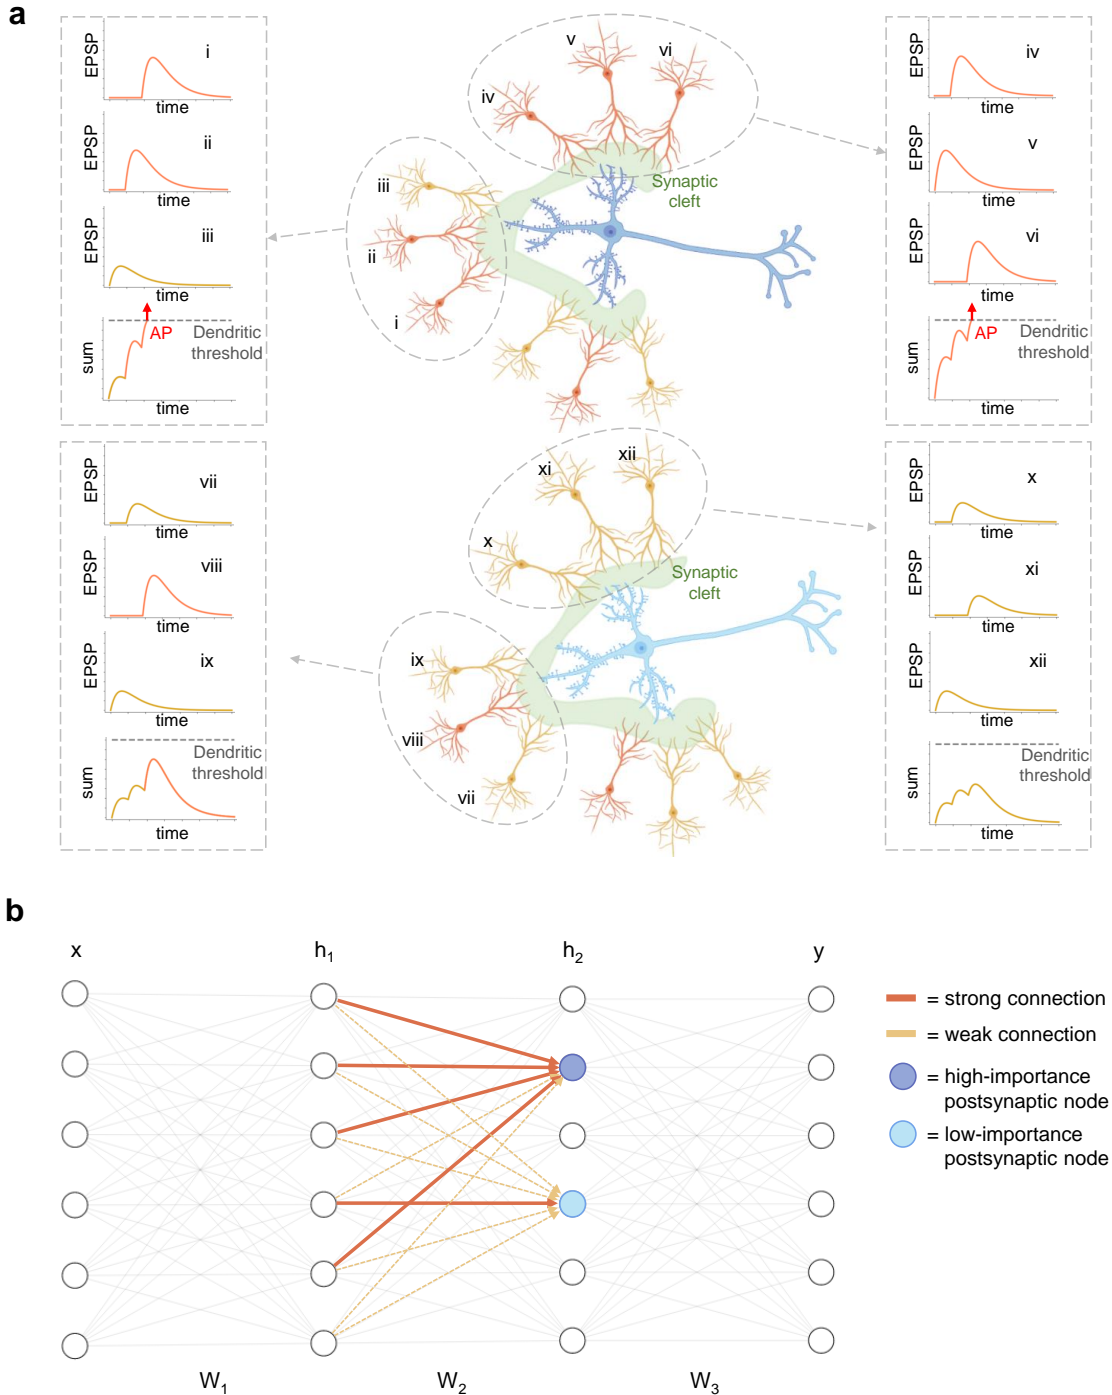 a
EPSP
i
time
EPSP
ii
time
EPSP
iii
time
sum
AP
Dendritic
threshold
time
iv
v
vi
iii
ii
i
Synaptic
cleft
EPSP
iv
time
EPSP
v
time
EPSP
vi
time
sum
AP
Dendritic
threshold
time
EPSP
vii
time
EPSP
viii
time
EPSP
ix
time
sum
Dendritic
threshold
time
xi
xii
x
ix
viii
vii
Synaptic
cleft
EPSP
x
time
EPSP
xi
time
EPSP
xii
time
sum
Dendritic
threshold
time
b
x
h1
h2
y
= strong connection
= weak connection
= high-importance
postsynaptic node
= low-importance
postsynaptic node
W1
W2
W3